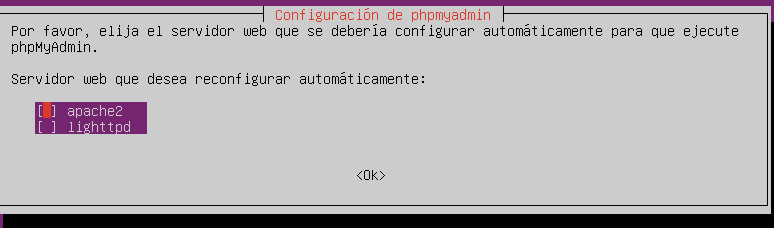 Configuración de phpmyadmin
Por favor, elija el servidor web que se debería configurar automáticamente para que ejecute
phpMyAdmin.
Servidor web que desea reconfigurar automáticamente:
[ ] apache2
[ ] lighttpd
<Ok>